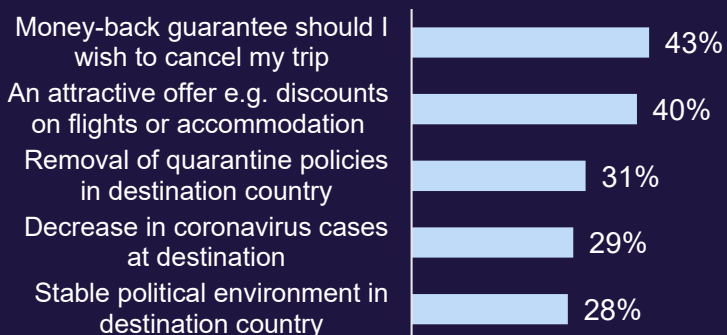 Money-back guarantee should I
wish to cancel my trip
43%
An attractive offer e.g. discounts
on flights or accommodation
40%
Removal of quarantine policies
in destination country
31%
Decrease in coronavirus cases
at destination
29%
Stable political environment in
destination country
28%